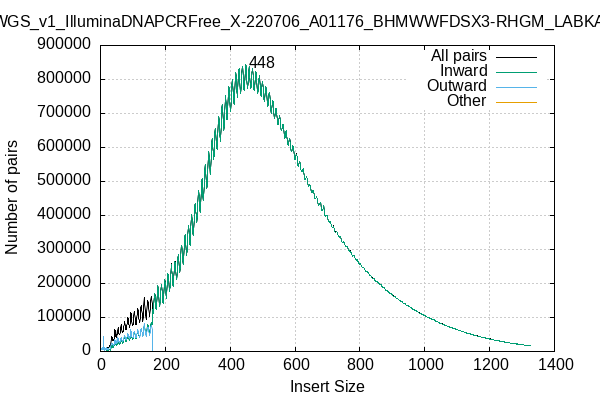 WGS_v1_IlluminaDNAPCRFree_X-220706_A01176_BHMWWFDSX3-RHGM_LABKA
900000
800000
700000
600000
500000
400000
300000
200000
100000
0
448
All pairs
Inward
Outward
Other
Number of pairs
0 200 400 600 800 1000 1200 1400
Insert Size